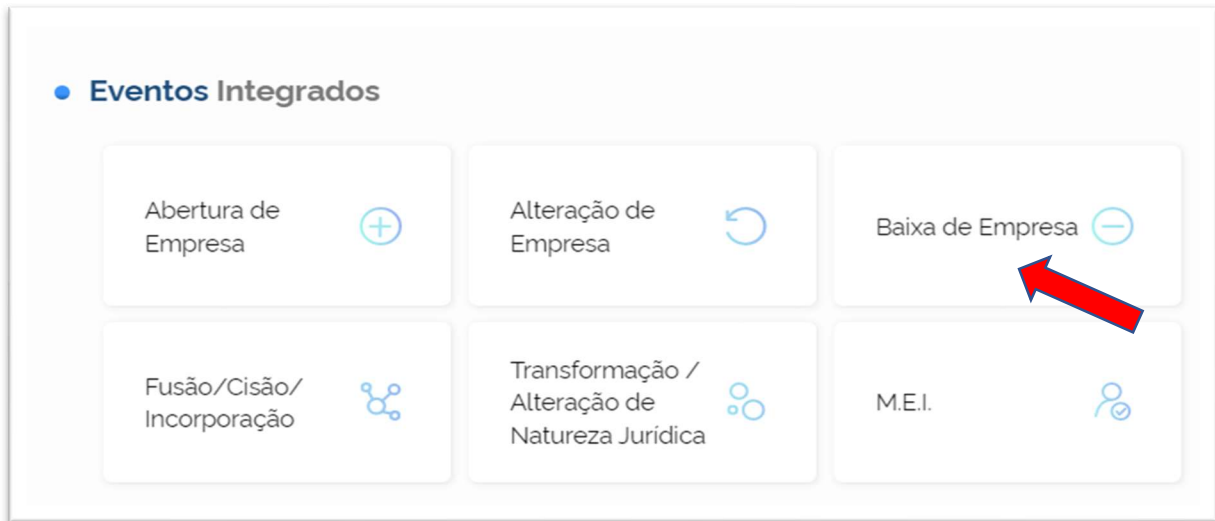 Eventos Integrados
Abertura de
Empresa
Alteração de
Empresa
Baixa de Empresa
Fusão/Cisão/
Incorporação
Transformação /
Alteração de
Natureza Jurídica
M.E.I.